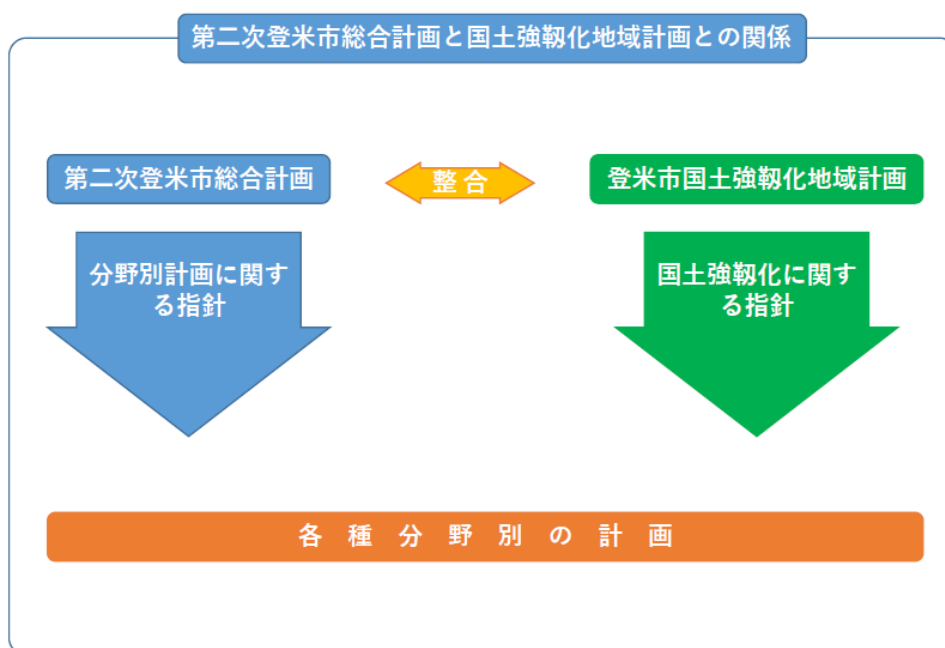 第二次登米市総合計画と国土強靱化地域計画との関係
第二次登米市総合計画
整 合
登米市国土強靱化地域計画
分野別計画に関す
る指針
国土強靱化に関す
る指針
各 種 分 野 別 の 計 画